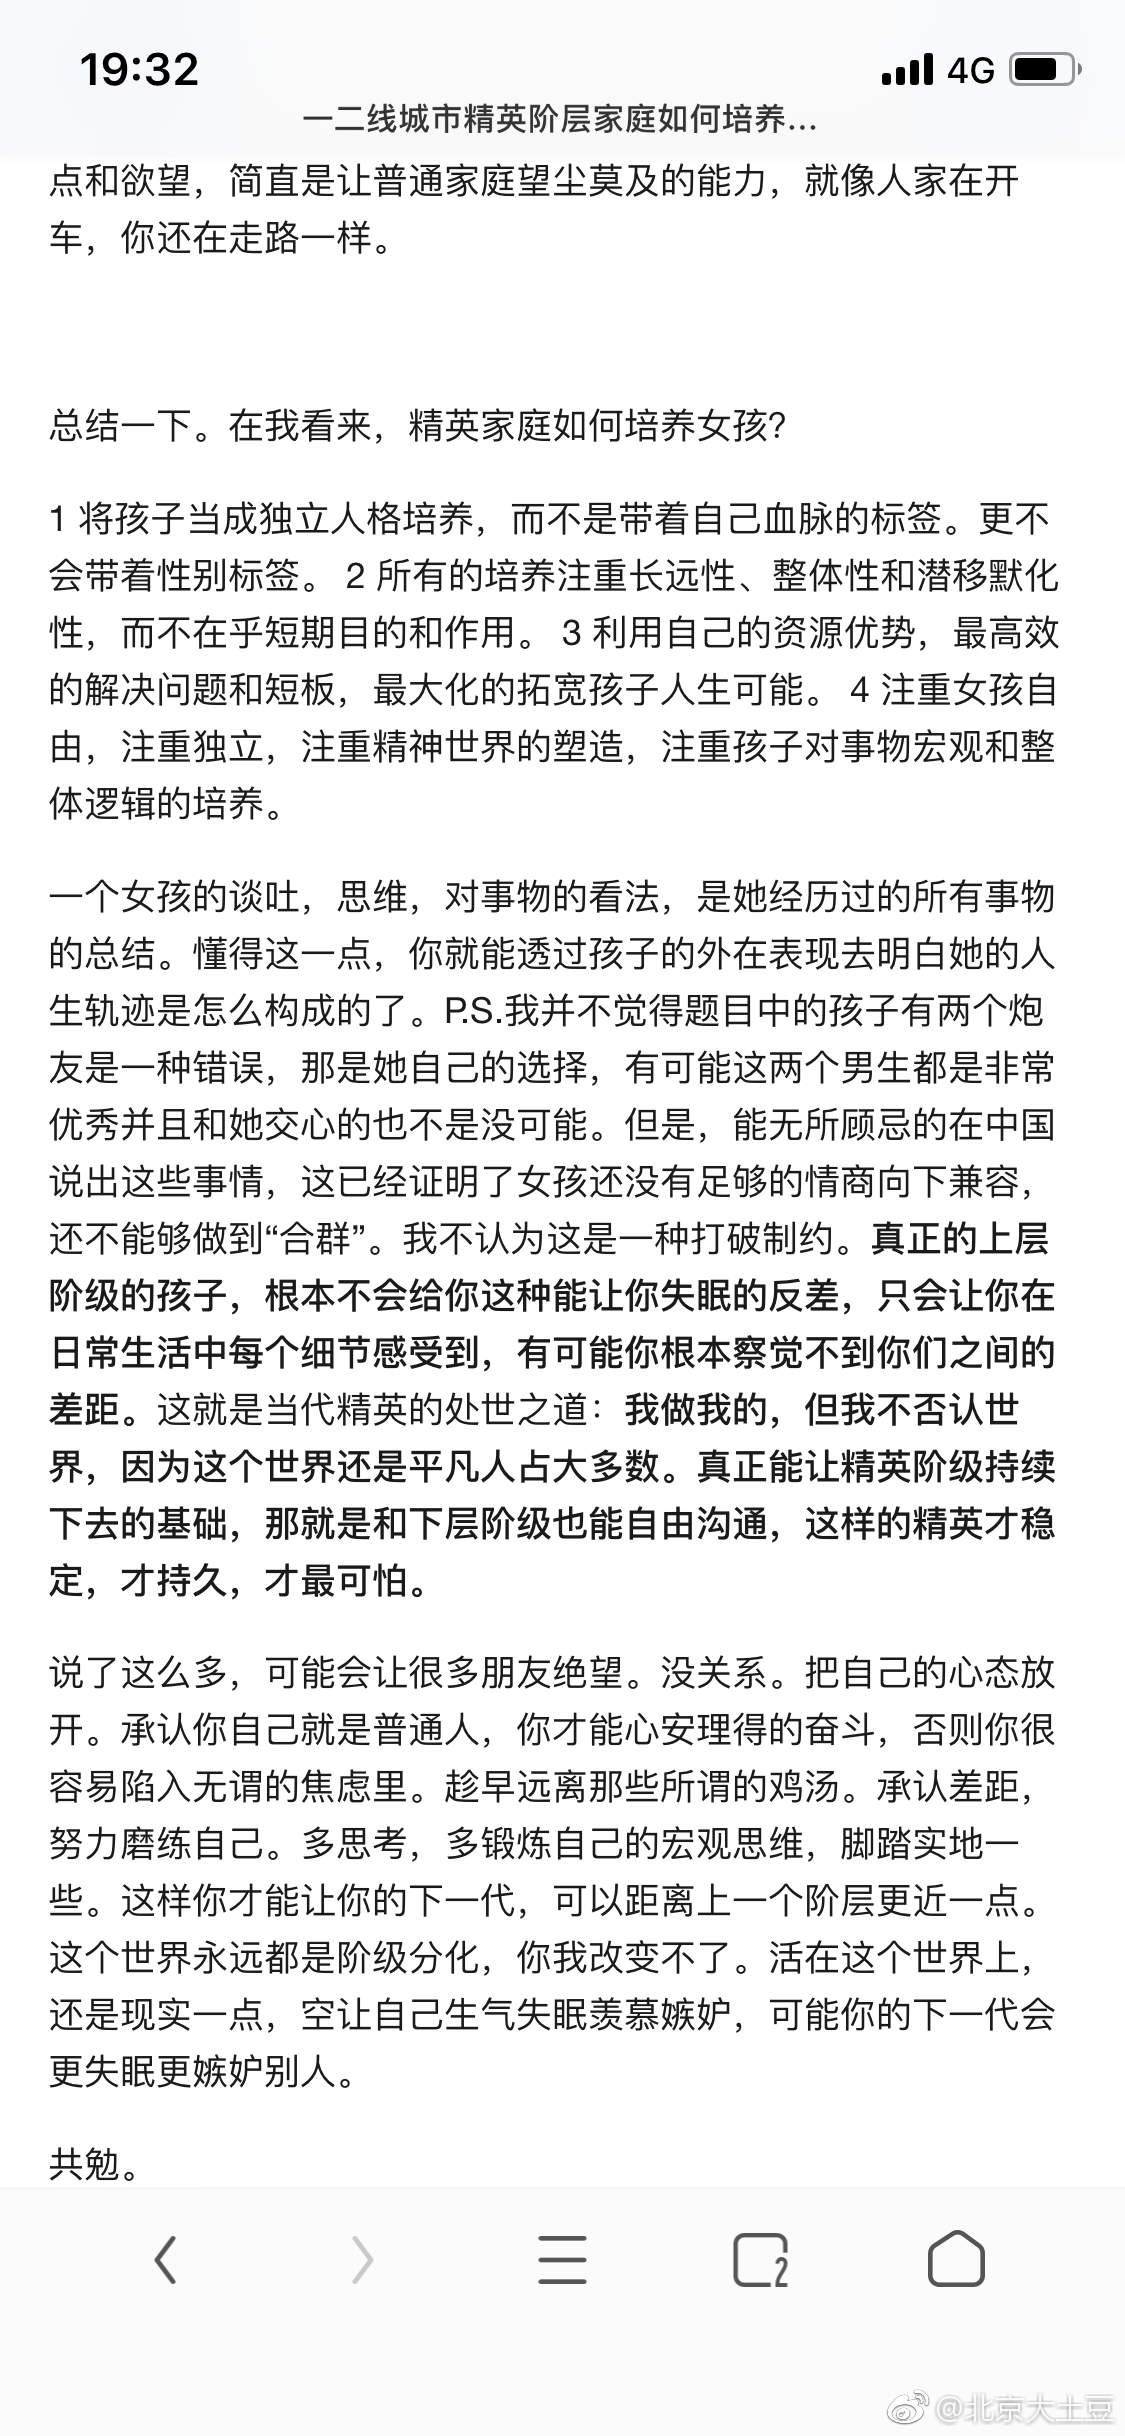 19:32
4G
一二线城市精英阶层家庭如何培养...
点和欲望，简直是让普通家庭望尘莫及的能力，就像人家在开
车，你还在走路一样。
总结一下。在我看来，精英家庭如何培养女孩?
1 将孩子当成独立人格培养，而不是带着自己血脉的标签。更不
会带着性别标签。 2 所有的培养注重长远性、整体性和潜移默化
性，而不在乎短期目的和作用。 3 利用自己的资源优势，最高效
的解决问题和短板，最大化的拓宽孩子人生可能。 4 注重女孩自
由，注重独立，注重精神世界的塑造，注重孩子对事物宏观和整
体逻辑的培养。
一个女孩的谈吐，思维，对事物的看法，是她经历过的所有事物
的总结。懂得这一点，你就能透过孩子的外在表现去明白她的人
生轨迹是怎么构成的了。P.S.我并不觉得题目中的孩子有两个炮
友是一种错误，那是她自己的选择，有可能这两个男生都是非常
优秀并且和她交心的也不是没可能。但是，能无所顾忌的在中国
说出这些事情，这已经证明了女孩还没有足够的情商向下兼容，
还不能够做到“合群”。我不认为这是一种打破制约。真正的上层
阶级的孩子，根本不会给你这种能让你失眠的反差，只会让你在
日常生活中每个细节感受到，有可能你根本察觉不到你们之间的
差距。这就是当代精英的处世之道：我做我的，但我不否认世
界，因为这个世界还是平凡人占大多数。真正能让精英阶级持续
下去的基础，那就是和下层阶级也能自由沟通，这样的精英才稳
定，才持久，才最可怕。
说了这么多，可能会让很多朋友绝望。没关系。把自己的心态放
开。承认你自己就是普通人，你才能心安理得的奋斗，否则你很
容易陷入无谓的焦虑里。趁早远离那些所谓的鸡汤。承认差距，
努力磨练自己。多思考，多锻炼自己的宏观思维，脚踏实地一
些。这样你才能让你的下一代，可以距离上一个阶层更近一点。
这个世界永远都是阶级分化，你我改变不了。活在这个世界上，
还是现实一点，空让自己生气失眠羡慕嫉妒，可能你的下一代会
更失眠更嫉妒别人。
共勉。
2
@北京大土豆